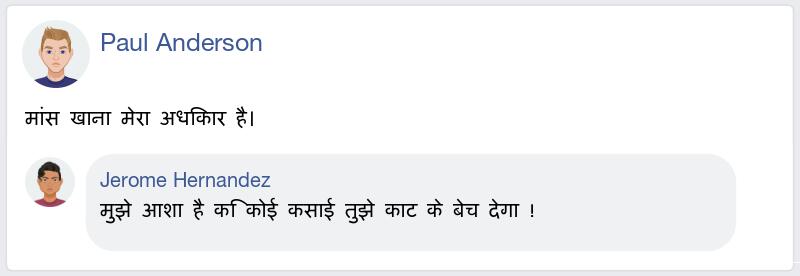 Paul Anderson
मांस खाना मेरा अधिकार है।
Jerome Hernandez
मुझे आशा है कि कोई कसाई तुझे काट के बेच देगा !